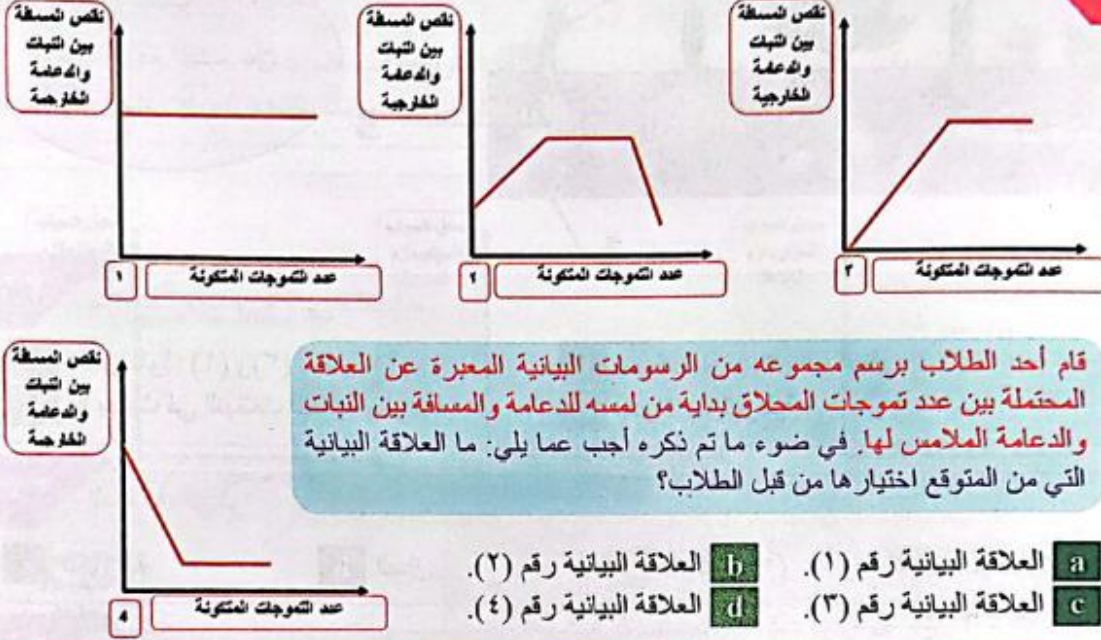 نقص المسافة
بين النبات
والدعامة
الخارجية
عدد التموجات المتكونة
١
نقص المسافة
بين النبات
والدعامة
الخارجية
عدد التموجات المتكونة
٢
نقص المسافة
بين النبات
والدعامة
الخارجية
عدد التموجات المتكونة
٣
نقص المسافة
بين النبات
والدعامة
الخارجية
عدد التموجات المتكونة
4
قام أحد الطلاب برسم مجموعه من الرسومات البيانية المعبرة عن العلاقة
المحتملة بين عدد تموجات المحلاق بداية من لمسه للدعامة والمسافة بين النبات
والدعامة الملامس لها. في ضوء ما تم ذكره أجب عما يلي: ما العلاقة البيانية
التي من المتوقع اختيارها من قبل الطلاب؟
a العلاقة البيانية رقم (١). b العلاقة البيانية رقم (٢).
c العلاقة البيانية رقم (٣). d العلاقة البيانية رقم (٤).